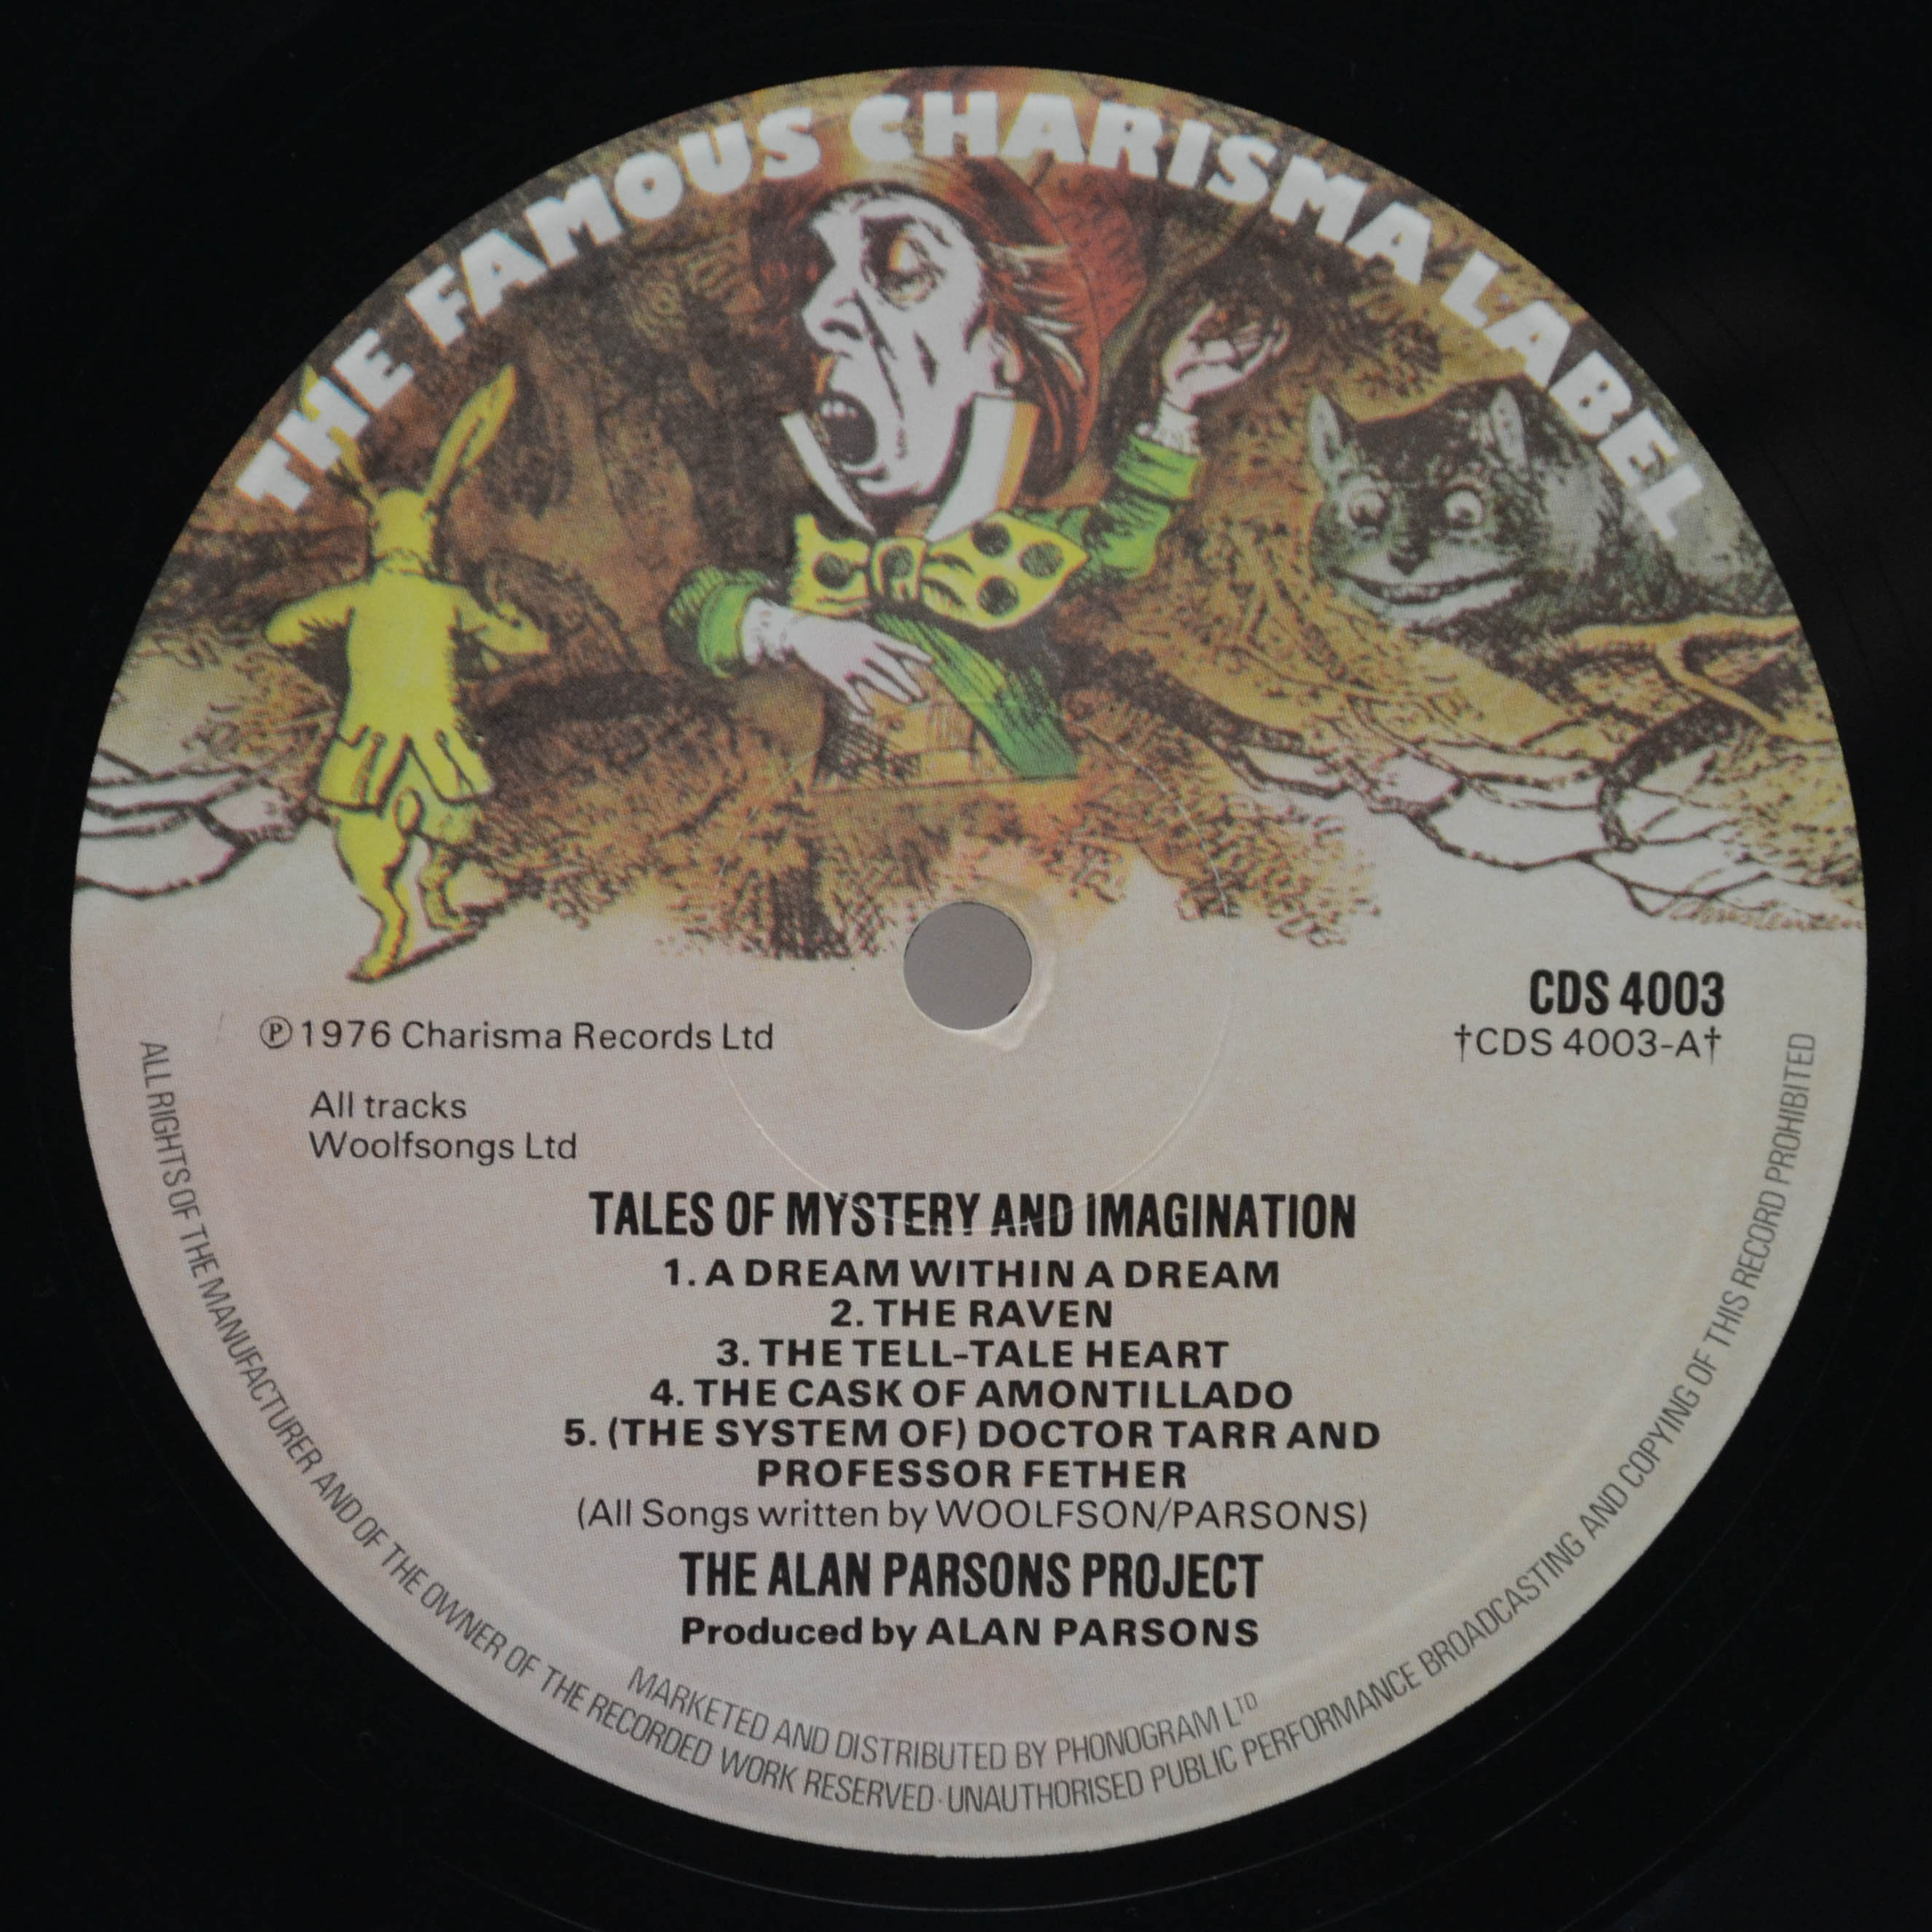 THE FAMOUS CHARISMA LABEL
Christensen
CDS 4003
†CDS 4003-A†
℗ 1976 Charisma Records Ltd
All tracks
Woolfsongs Ltd
TALES OF MYSTERY AND IMAGINATION
1. A DREAM WITHIN A DREAM
2. THE RAVEN
3. THE TELL-TALE HEART
4. THE CASK OF AMONTILLADO
5. (THE SYSTEM OF) DOCTOR TARR AND
PROFESSOR FETHER
(All Songs written by WOOLFSON/PARSONS)
THE ALAN PARSONS PROJECT
Produced by ALAN PARSONS
MARKETED AND DISTRIBUTED BY PHONOGRAM LTD
ALL RIGHTS OF THE MANUFACTURER AND OF THE OWNER OF THE RECORDED WORK RESERVED · UNAUTHORISED PUBLIC PERFORMANCE BROADCASTING AND COPYING OF THIS RECORD PROHIBITED